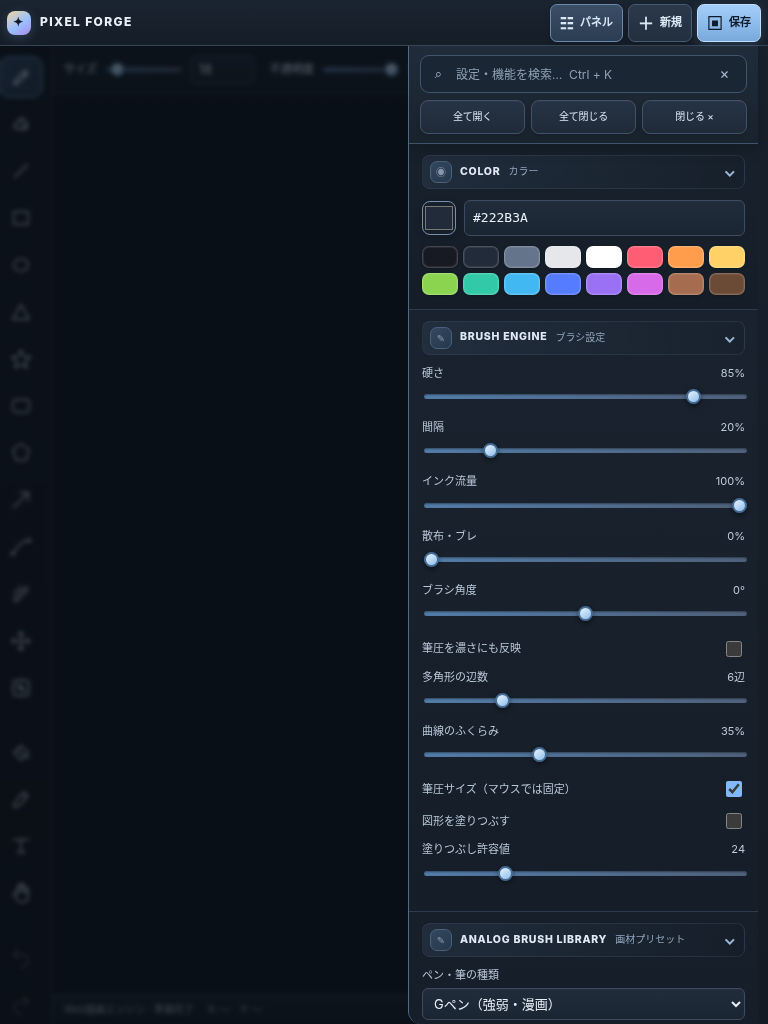 PIXEL FORGE
パネル
新規
保存
サイズ
不透明度
設定・機能を検索... Ctrl + K
×
全て開く
全て閉じる
閉じる ×
COLOR カラー
#222B3A
BRUSH ENGINE ブラシ設定
硬さ 85%
間隔 20%
インク流量 100%
散布・ブレ 0%
ブラシ角度 0°
筆圧を濃さにも反映
多角形の辺数 6辺
曲線のふくらみ 35%
筆圧サイズ（マウスでは固定）
図形を塗りつぶす
塗りつぶし許容値 24
ANALOG BRUSH LIBRARY 画材プリセット
ペン・筆の種類
Gペン（強弱・漫画）